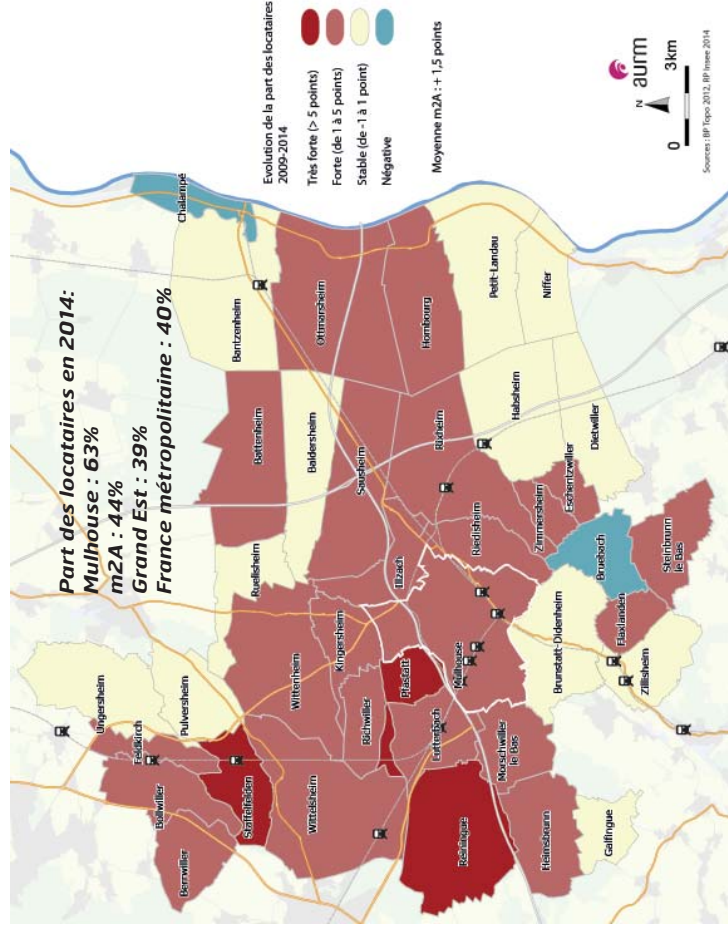 Part des locataires en 2014:
Mulhouse : 63%
m2A : 44%
Grand Est : 39%
France métropolitaine : 40%
Evolution de la part des locataires
2009-2014
Très forte (> 5 points)
Forte (de 1 à 5 points)
Stable (de -1 à 1 point)
Négative
Moyenne m2A : + 1,5 points
Ungersheim
Feldkirch
Bollwiller
Berrwiller
Pulversheim
Staffelfelden
Ruelisheim
Battenheim
Bantzenheim
Chalampé
Baldersheim
Wittenheim
Wittelsheim
Kingersheim
Richwiller
Sausheim
Ottmarsheim
Illzach
Pfastatt
Lutterbach
Reiningue
Hombourg
Rixheim
Mulhouse
Riedisheim
Morschwiller
le Bas
Heimsbrunn
Petit-Landau
Habsheim
Zimmersheim
Eschentzwiller
Niffer
Brunstatt-Didenheim
Bruebach
Dietwiller
Galfingue
Flaxlanden
Zillisheim
Steinbrunn
le Bas
aurm
N
0
3km
Sources : BP Topo 2012, RP Insee 2014